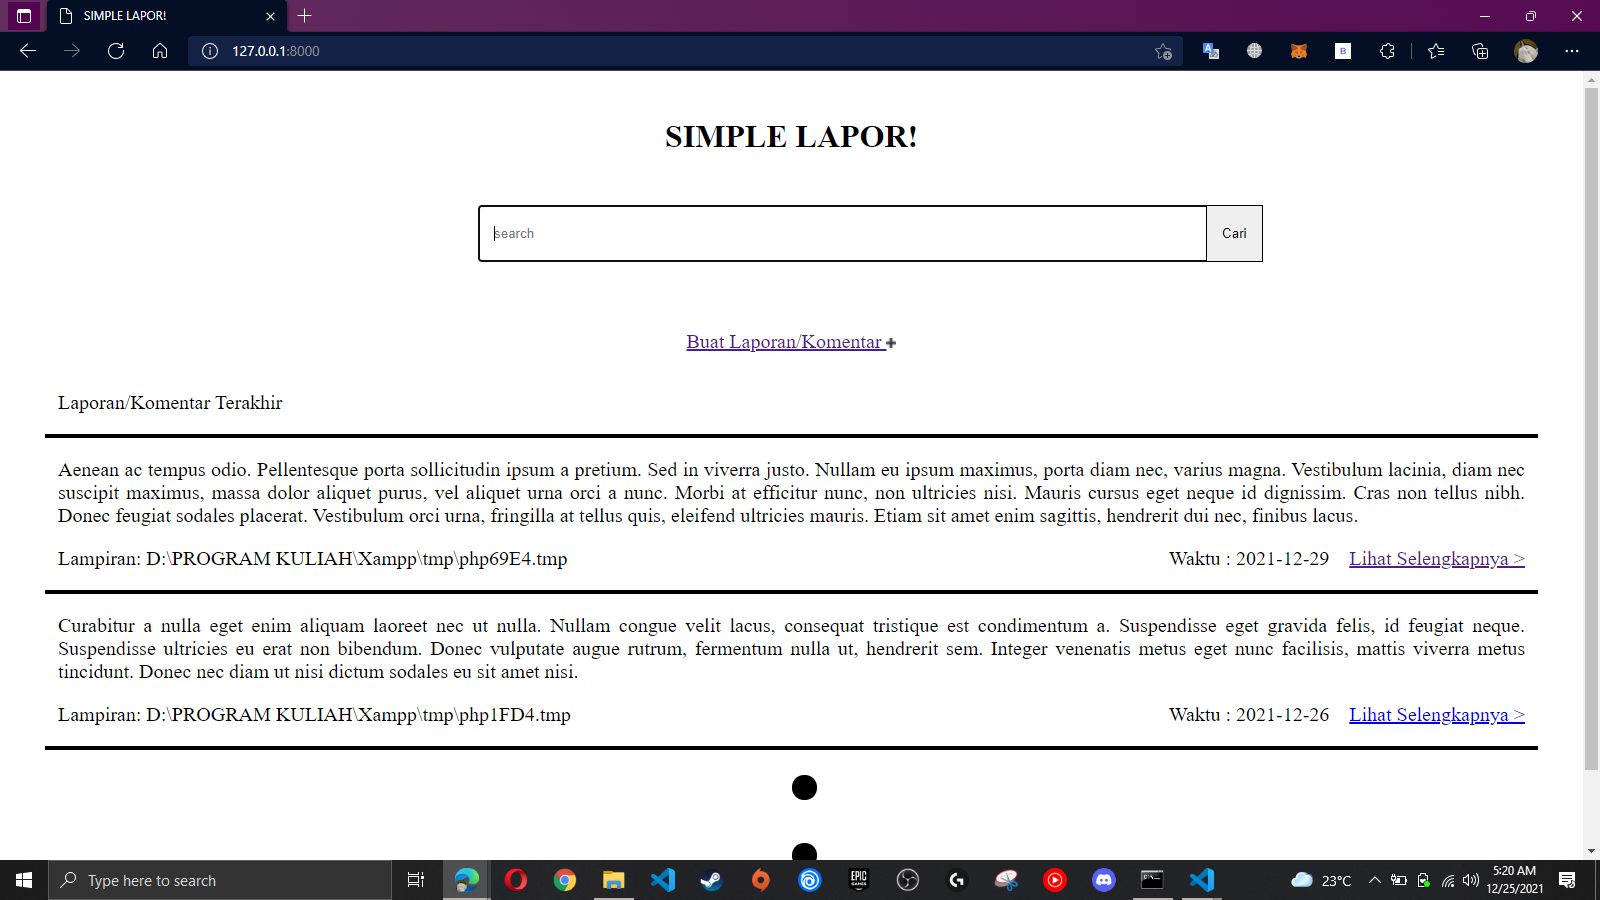 SIMPLE LAPOR!
127.0.0.1:8000
SIMPLE LAPOR!
search
Cari
Buat Laporan/Komentar
Laporan/Komentar Terakhir
Aenean ac tempus odio. Pellentesque porta sollicitudin ipsum a pretium. Sed in viverra justo. Nullam eu ipsum maximus, porta diam nec, varius magna. Vestibulum lacinia, diam nec
suscipit maximus, massa dolor aliquet purus, vel aliquet urna orci a nunc. Morbi at efficitur nunc, non ultricies nisi. Mauris cursus eget neque id dignissim. Cras non tellus nibh.
Donec feugiat sodales placerat. Vestibulum orci urna, fringilla at tellus quis, eleifend ultricies mauris. Etiam sit amet enim sagittis, hendrerit dui nec, finibus lacus.
Lampiran: D:\PROGRAM KULIAH\Xampp\tmp\php69E4.tmp Waktu : 2021-12-29 Lihat Selengkapnya >
Curabitur a nulla eget enim aliquam laoreet nec ut nulla. Nullam congue velit lacus, consequat tristique est condimentum a. Suspendisse eget gravida felis, id feugiat neque.
Suspendisse ultricies eu erat non bibendum. Donec vulputate augue rutrum, fermentum nulla ut, hendrerit sem. Integer venenatis metus eget nunc facilisis, mattis viverra metus
tincidunt. Donec nec diam ut nisi dictum sodales eu sit amet nisi.
Lampiran: D:\PROGRAM KULIAH\Xampp\tmp\php1FD4.tmp Waktu : 2021-12-26 Lihat Selengkapnya >
Type here to search
EPIC
GAMES
23°C
5:20 AM
12/25/2021